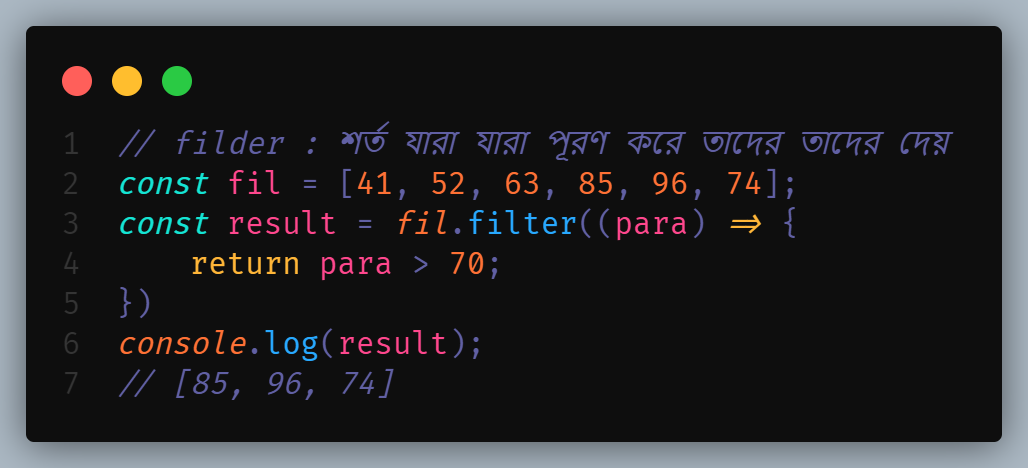 1 // filder : শর্ত যারা যারা পূরণ করে তাদের তাদের দেয়
2 const fil = [41, 52, 63, 85, 96, 74];
3 const result = fil.filter((para) => {
4     return para > 70;
5 })
6 console.log(result);
7 // [85, 96, 74]